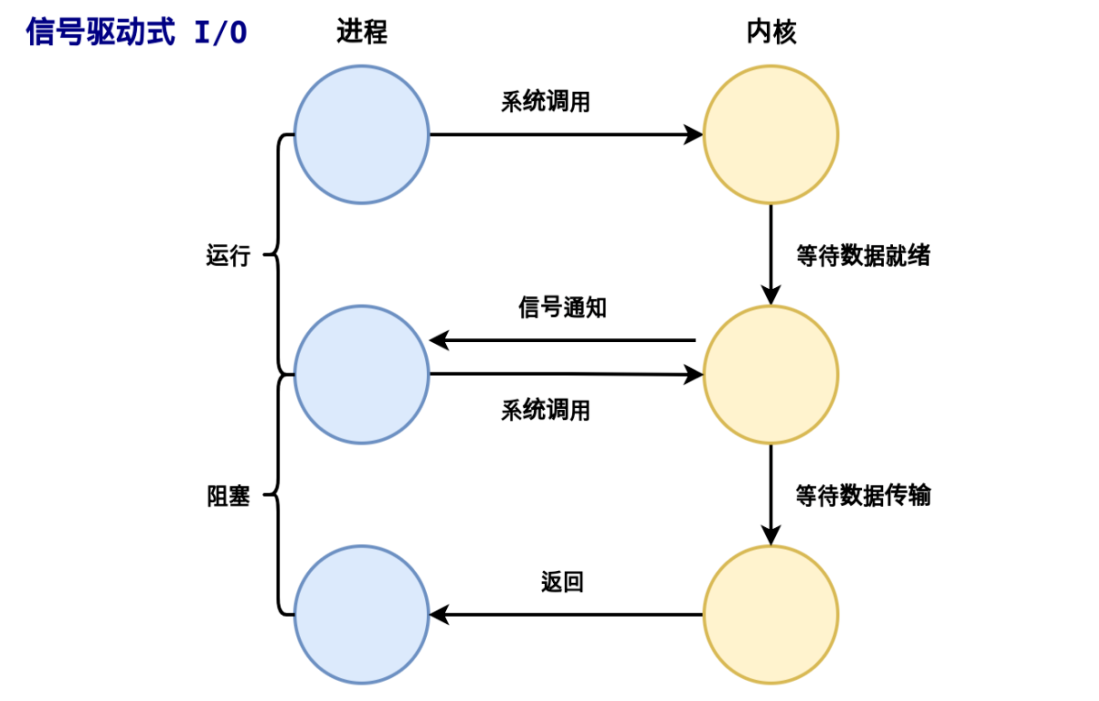 信号驱动式 I/O
进程
内核
系统调用
运行
等待数据就绪
信号通知
系统调用
阻塞
等待数据传输
返回